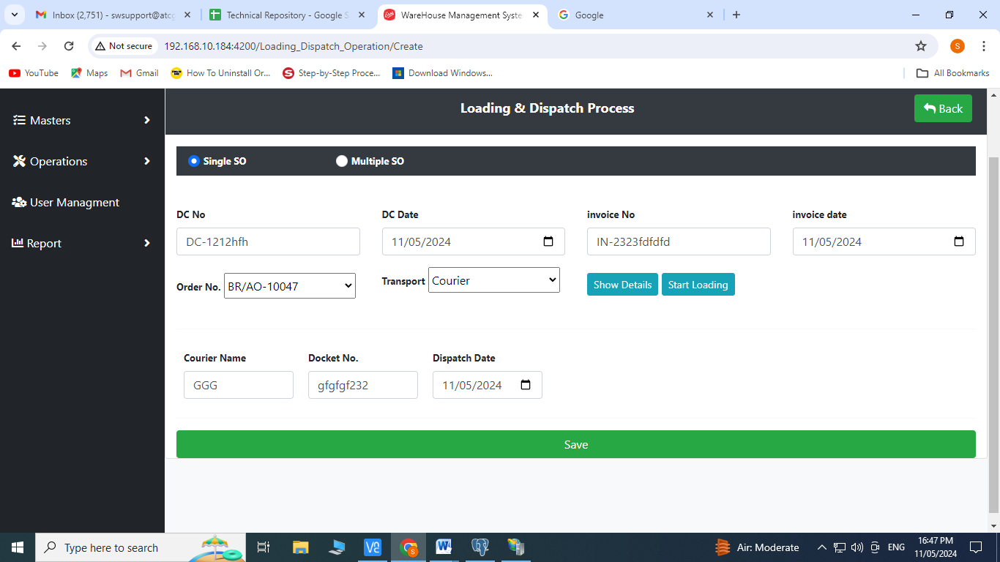 Inbox (2,751) - swsupport@atcg
Technical Repository - Google S
WareHouse Management Syste
Google
Not secure
192.168.10.184:4200/Loading_Dispatch_Operation/Create
S
YouTube
Maps
Gmail
How To Uninstall Or...
Step-by-Step Proce...
Download Windows...
All Bookmarks
Masters
Operations
User Managment
Report
Loading & Dispatch Process
Back
Single SO
Multiple SO
DC No
DC Date
invoice No
invoice date
DC-1212hfh
11/05/2024
IN-2323fdfdfd
11/05/2024
Order No.
BR/AO-10047
Transport
Courier
Show Details
Start Loading
Courier Name
Docket No.
Dispatch Date
GGG
gfgfgf232
11/05/2024
Save
Type here to search
Air: Moderate
ENG
16:47 PM
11/05/2024